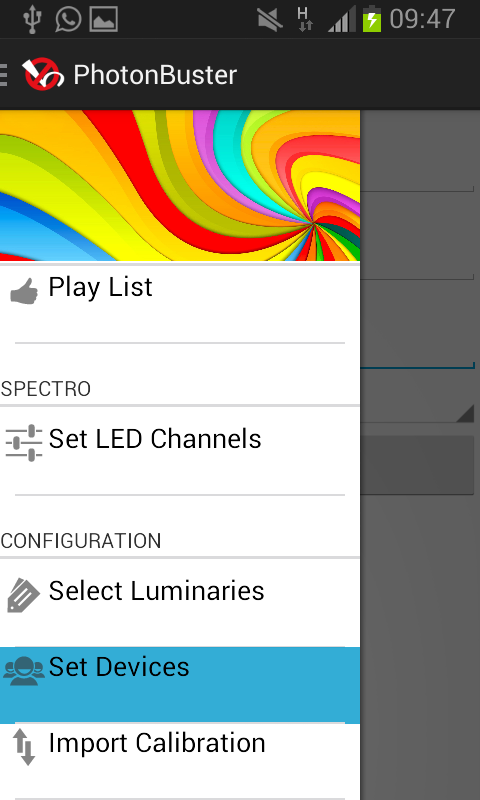 H
09:47
PhotonBuster
Play List
SPECTRO
Set LED Channels
CONFIGURATION
Select Luminaries
Set Devices
Import Calibration